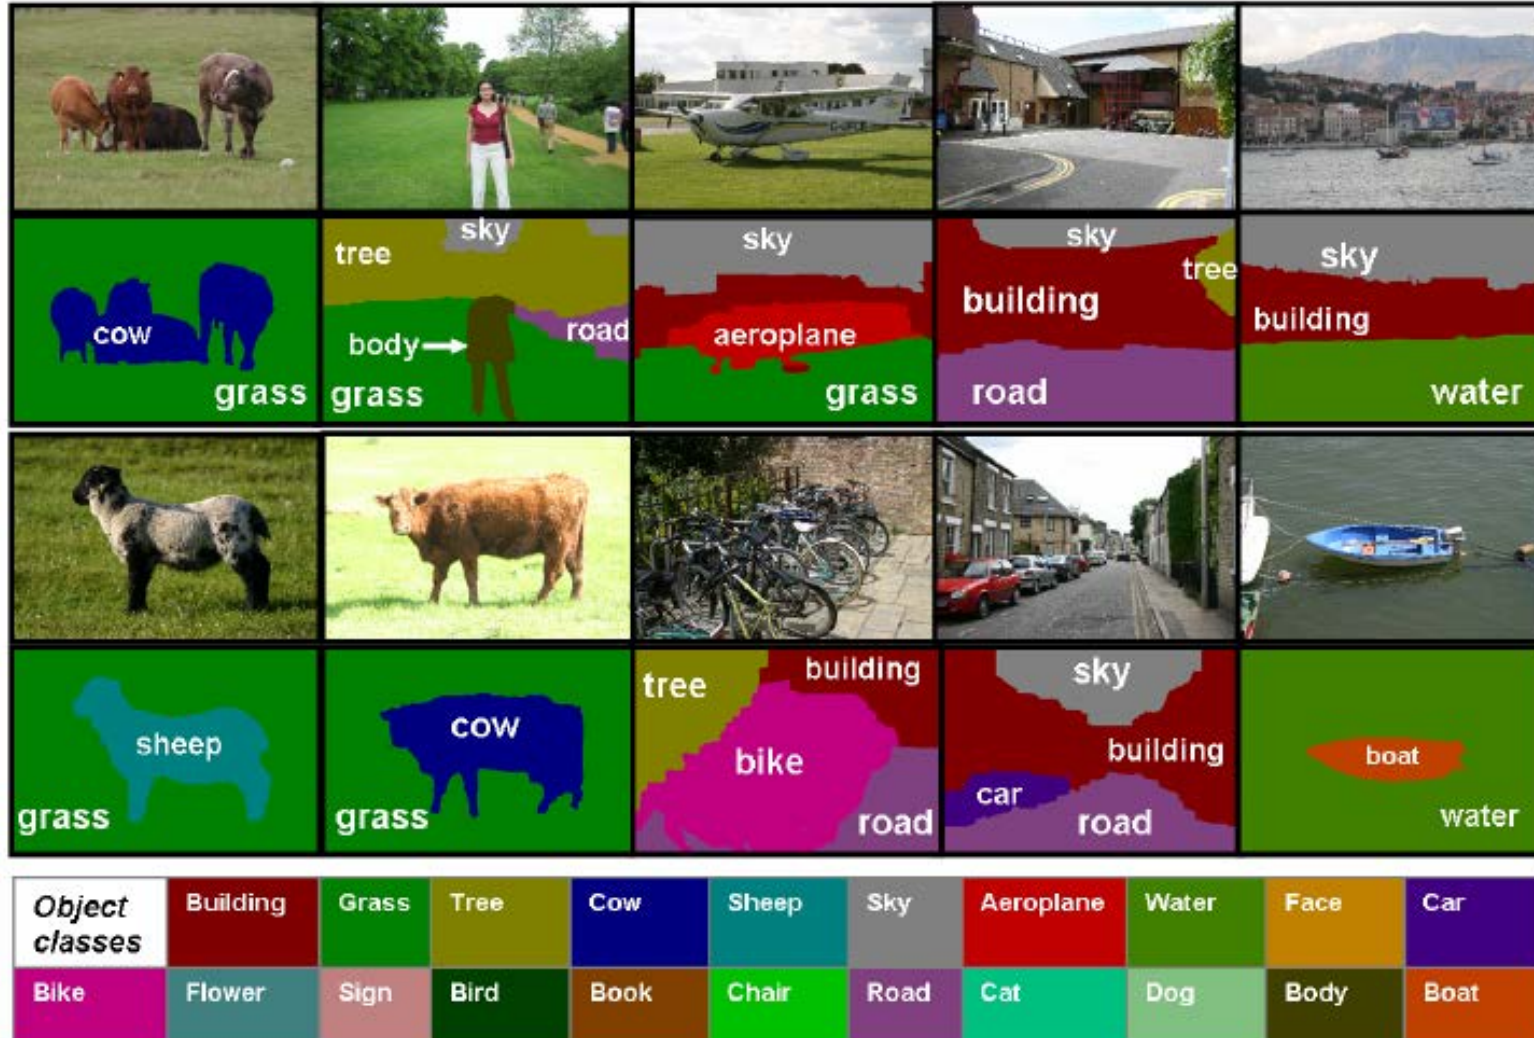 sky
tree
cow
body
road
grass
grass
sky
aeroplane
grass
sky
tree
building
road
sky
building
water
sheep
grass
cow
grass
tree
building
bike
road
sky
building
car
road
boat
water
Object classes
Building
Grass
Tree
Cow
Sheep
Sky
Aeroplane
Water
Face
Car
Bike
Flower
Sign
Bird
Book
Chair
Road
Cat
Dog
Body
Boat